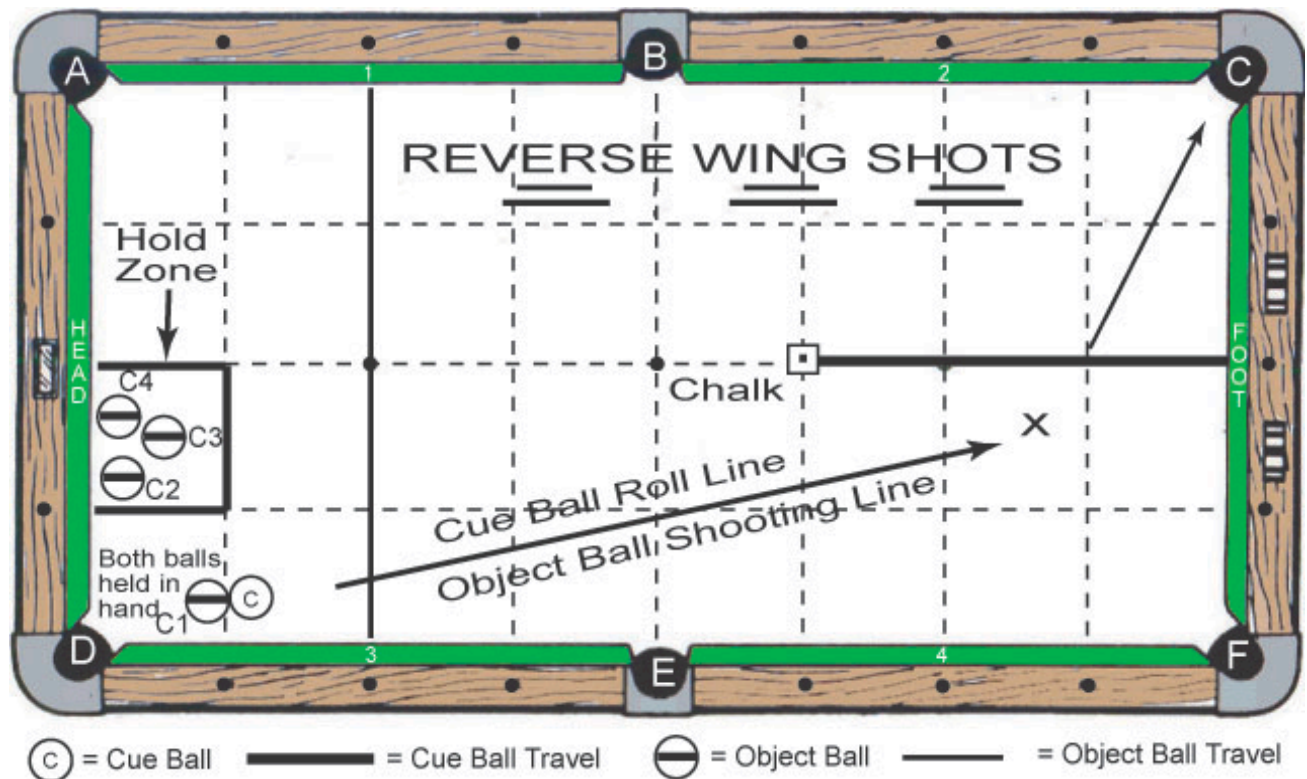 A
B
C
1
2
REVERSE WING SHOTS
Hold
Zone
HEAD
FOOT
C4
C3
C2
Chalk
X
Cue Ball Roll Line
Object Ball Shooting Line
Both balls
held in
hand
C1
C
D
3
E
4
F
C = Cue Ball = Cue Ball Travel = Object Ball = Object Ball Travel